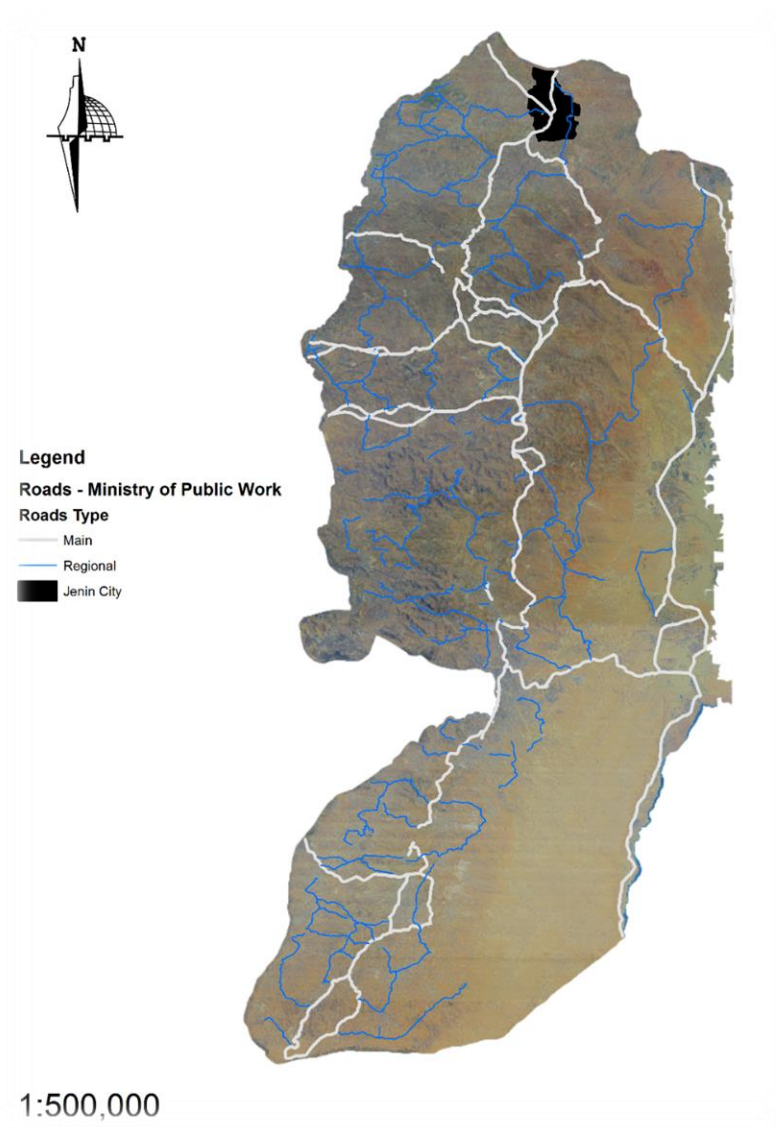 N
Legend
Roads - Ministry of Public Work
Roads Type
Main
Regional
Jenin City
1:500,000